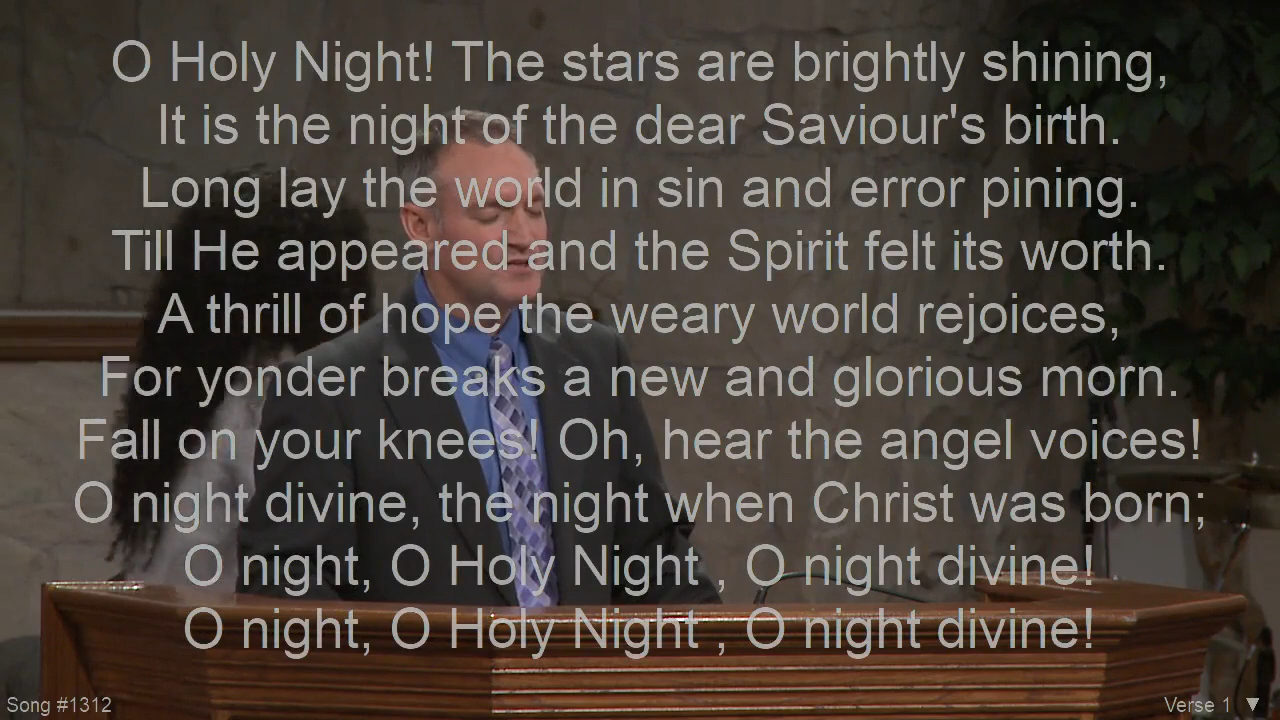 O Holy Night! The stars are brightly shining,
It is the night of the dear Saviour's birth.
Long lay the world in sin and error pining.
Till He appeared and the Spirit felt its worth.
A thrill of hope the weary world rejoices,
For yonder breaks a new and glorious morn.
Fall on your knees! Oh, hear the angel voices!
O night divine, the night when Christ was born;
O night, O Holy Night , O night divine!
O night, O Holy Night , O night divine!
Song #1312
Verse 1 ▼